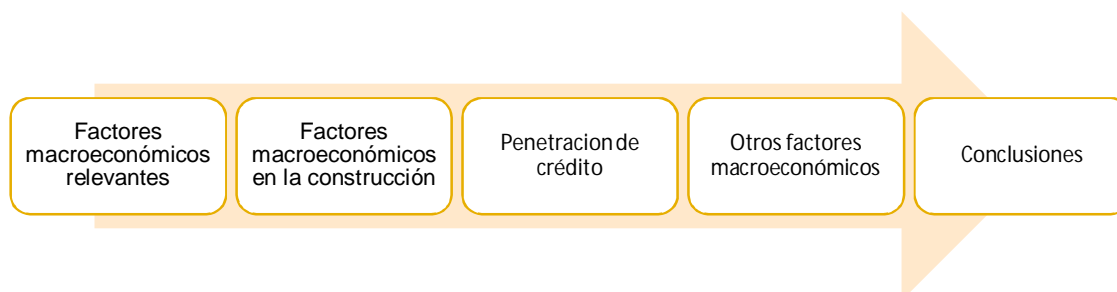 Factores
macroeconómicos
relevantes
Factores
macroeconómicos
en la construcción
Penetracion de
crédito
Otros factores
macroeconómicos
Conclusiones